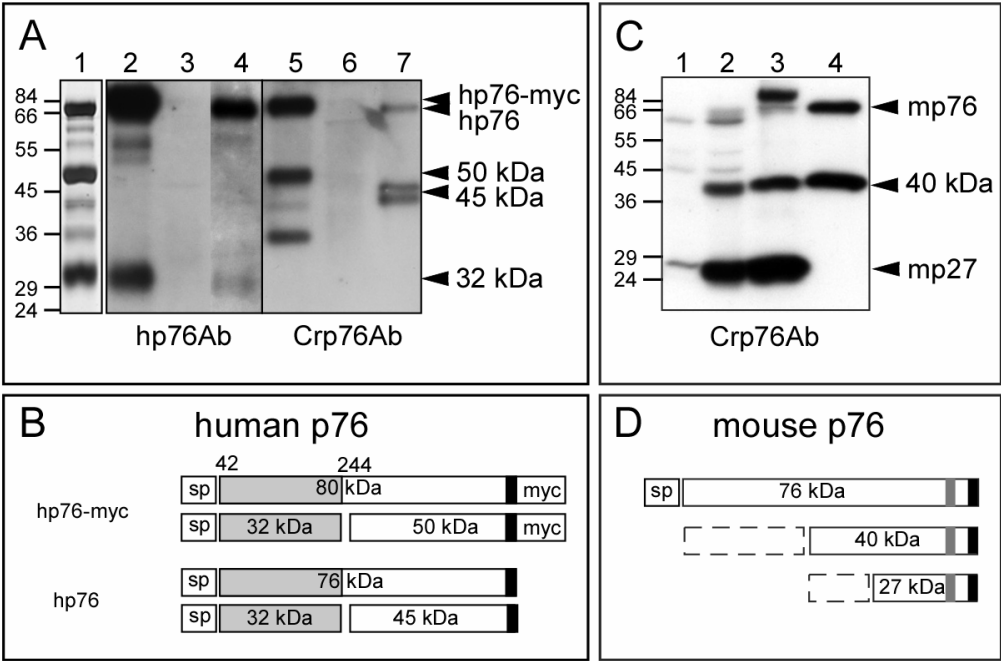 A
1 2 3 4 5 6 7
84
66
55
45
36
29
24
hp76-myc
hp76
50 kDa
45 kDa
32 kDa
hp76Ab Crp76Ab
C
1 2 3 4
84
66
55
45
36
29
24
mp76
40 kDa
mp27
Crp76Ab
B human p76
42 244
hp76-myc
sp 80 kDa myc
sp 32 kDa 50 kDa myc
hp76
sp 76 kDa
sp 32 kDa 45 kDa
D mouse p76
sp 76 kDa
40 kDa
27 kDa